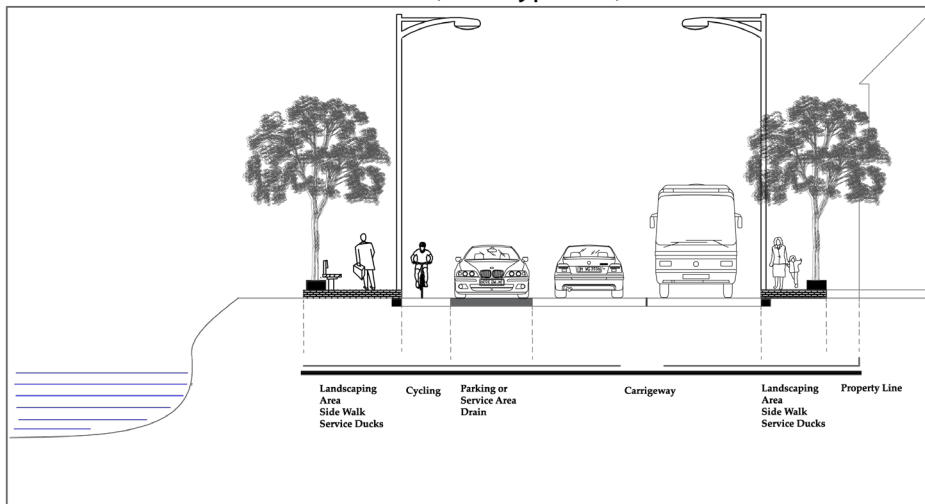 Landscaping
Area
Side Walk
Service Ducks
Cycling
Parking or
Service Area
Drain
Carrigeway
Landscaping
Area
Side Walk
Service Ducks
Property Line